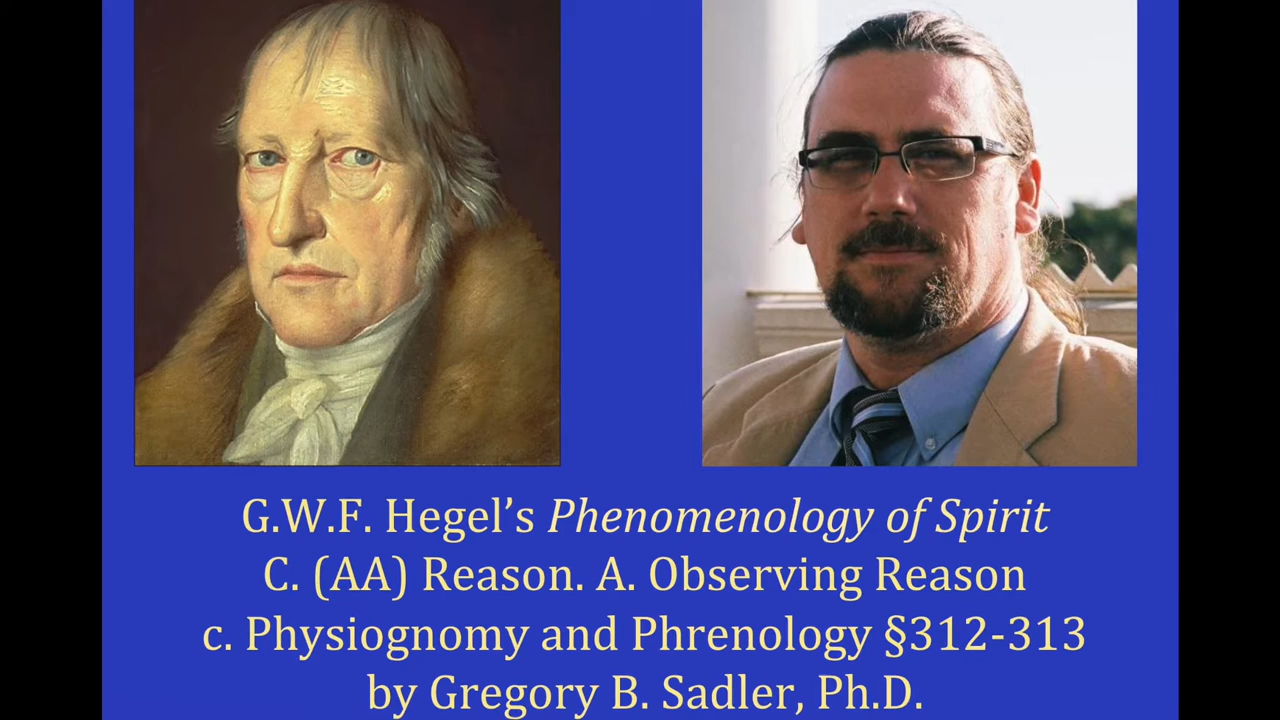 G.W.F. Hegel’s Phenomenology of Spirit
C. (AA) Reason. A. Observing Reason
c. Physiognomy and Phrenology §312-313
by Gregory B. Sadler, Ph.D.